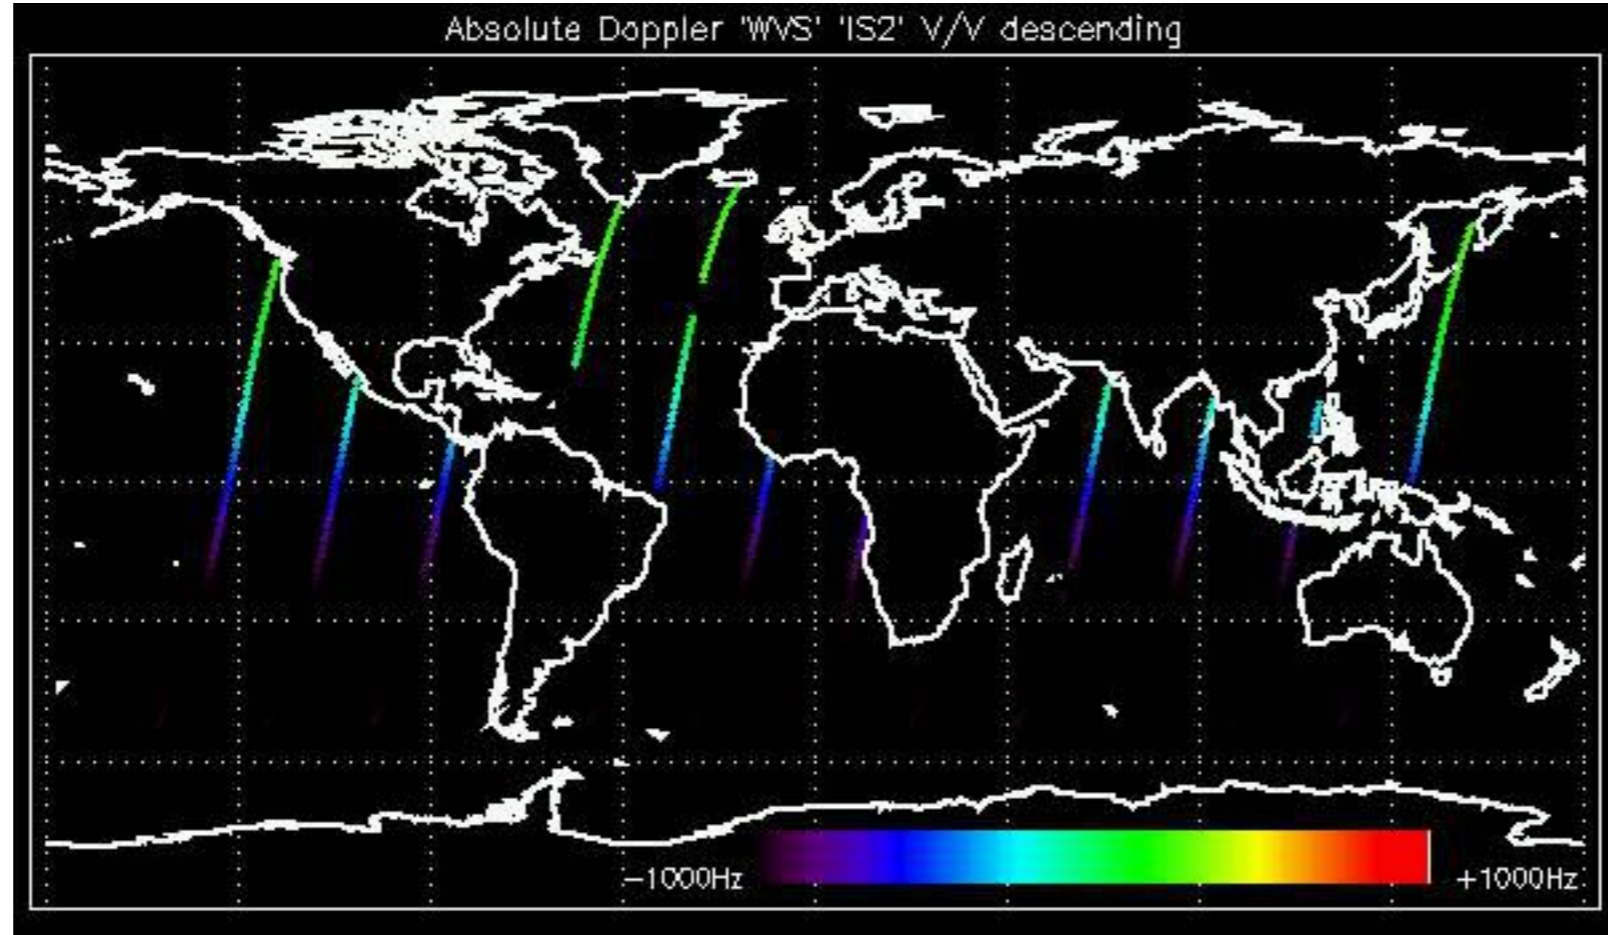 Absolute Doppler 'WVS' 'IS2' V/V descending
−1000Hz
+1000Hz